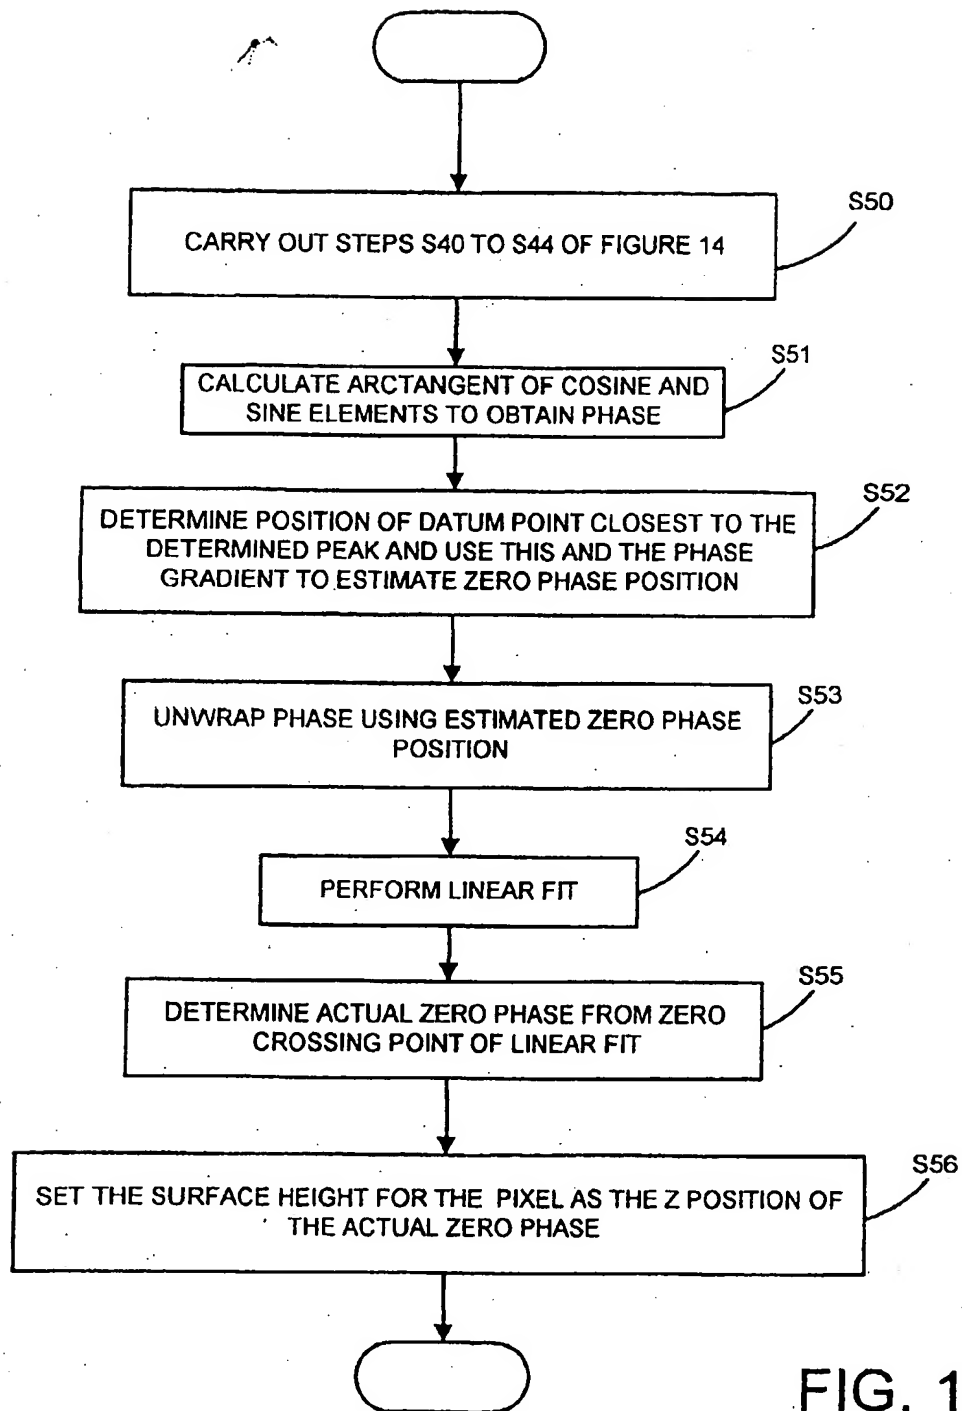 S50
CARRY OUT STEPS S40 TO S44 OF FIGURE 14
S51
CALCULATE ARCTANGENT OF COSINE AND
SINE ELEMENTS TO OBTAIN PHASE
S52
DETERMINE POSITION OF DATUM POINT CLOSEST TO THE
DETERMINED PEAK AND USE THIS AND THE PHASE
GRADIENT TO ESTIMATE ZERO PHASE POSITION
S53
UNWRAP PHASE USING ESTIMATED ZERO PHASE
POSITION
S54
PERFORM LINEAR FIT
S55
DETERMINE ACTUAL ZERO PHASE FROM ZERO
CROSSING POINT OF LINEAR FIT
S56
SET THE SURFACE HEIGHT FOR THE PIXEL AS THE Z POSITION OF
THE ACTUAL ZERO PHASE
FIG. 1